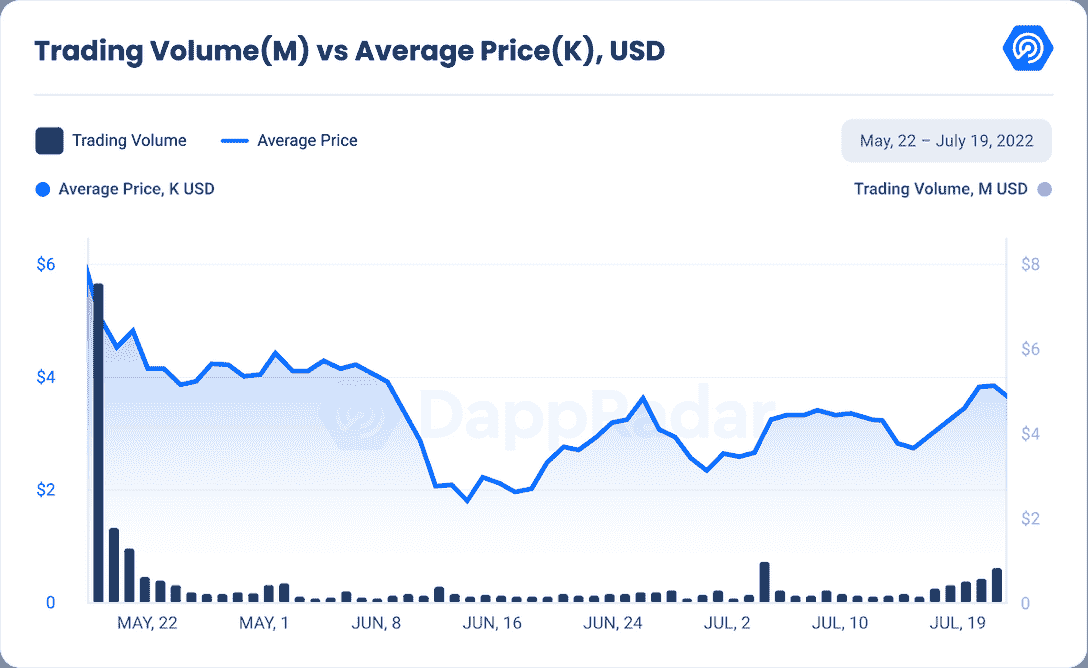 Trading Volume(M) vs Average Price(K), USD
Trading Volume Average Price May, 22 – July 19, 2022
Average Price, K USD Trading Volume, M USD
$6 $8
$6
$4
DappRadar
$4
$2
$2
0 0
MAY, 22 MAY, 1 JUN, 8 JUN, 16 JUN, 24 JUL, 2 JUL, 10 JUL, 19